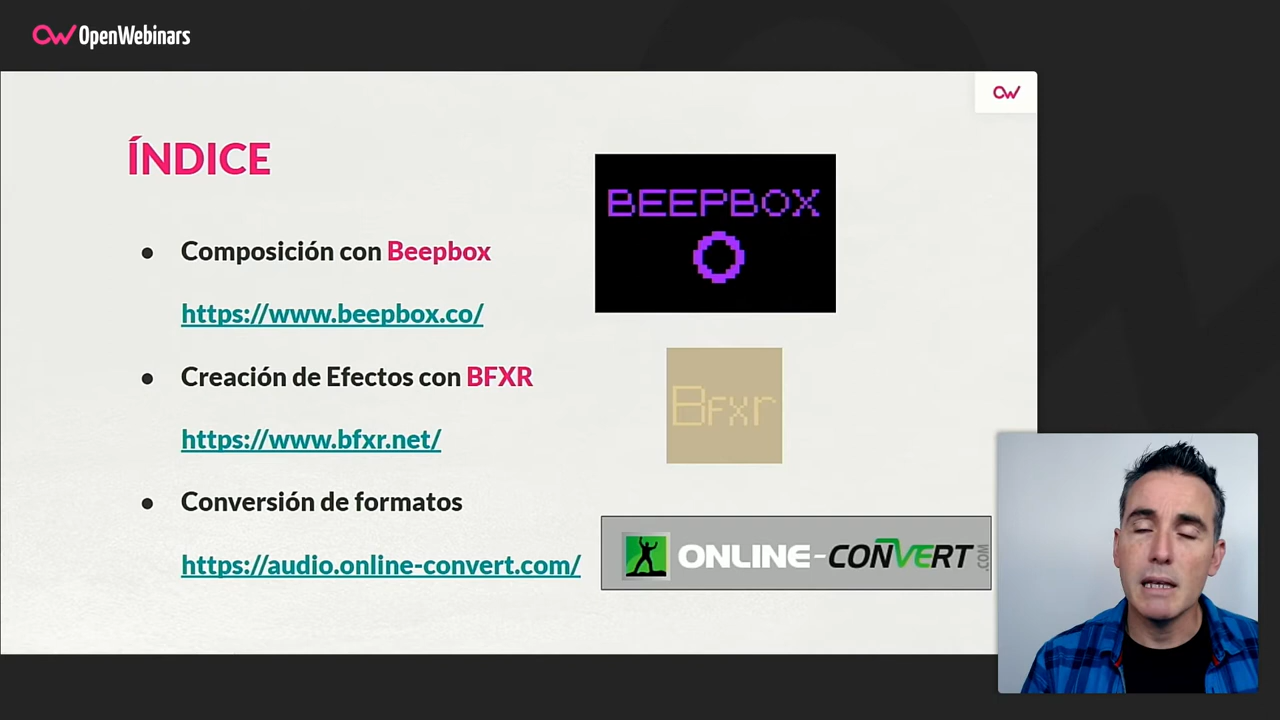 OpenWebinars
ÍNDICE
● Composición con Beepbox
https://www.beepbox.co/
● Creación de Efectos con BFXR
https://www.bfxr.net/
● Conversión de formatos
https://audio.online-convert.com/
BEEPBOX
Bfxr
ONLINE-CONVERT.COM